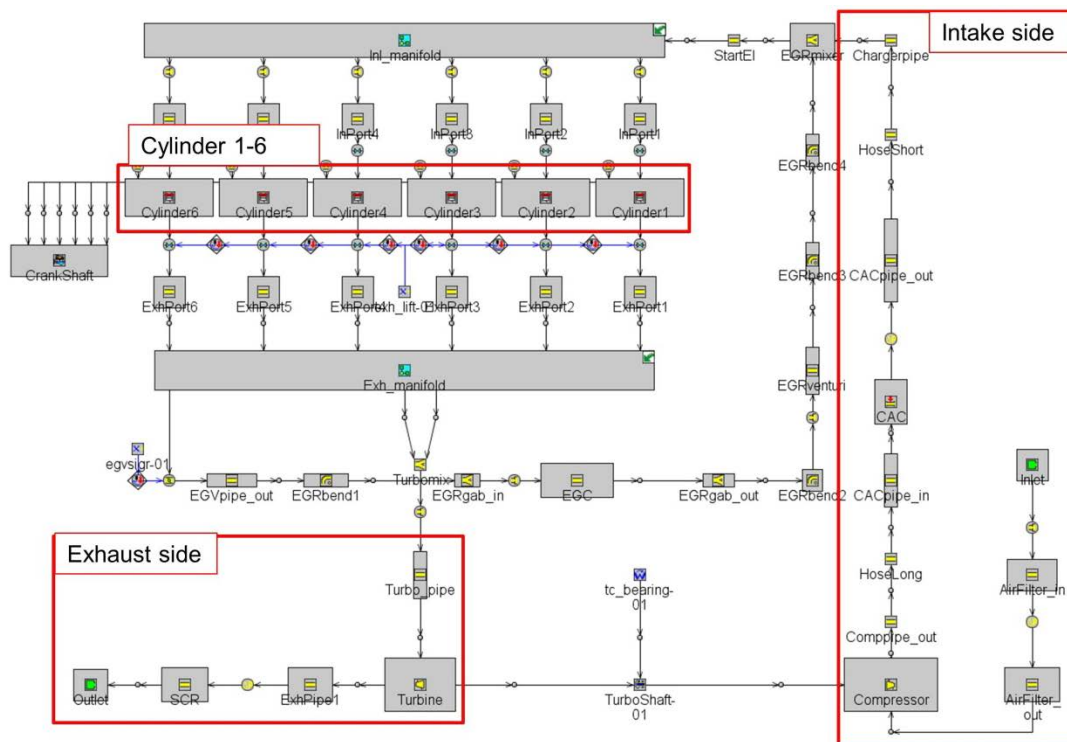 Intake side
Inl_manifold
StartEI
EGRmixer
Chargerpipe
InPort4
InPort3
InPort2
InPort1
HoseShort
Cylinder 1-6
EGRbend4
Cylinder6
Cylinder5
Cylinder4
Cylinder3
Cylinder2
Cylinder1
CrankShaft
EGRbend3
CACpipe_out
ExhPort6
ExhPort5
ExhPort3
ExhPort2
ExhPort1
Exh_manifold
EGRventuri
CAC
egvsigr-01
Turbomix
EGVpipe_out
EGRbend1
EGRgab_in
EGC
EGRgab_out
EGRbend2
CACpipe_in
Inlet
Exhaust side
Turbo_pipe
tc_bearing-
01
HoseLong
AirFilter_in
Comppipe_out
Outlet
SCR
ExhPipe1
Turbine
TurboShaft-
01
Compressor
AirFilter_
out